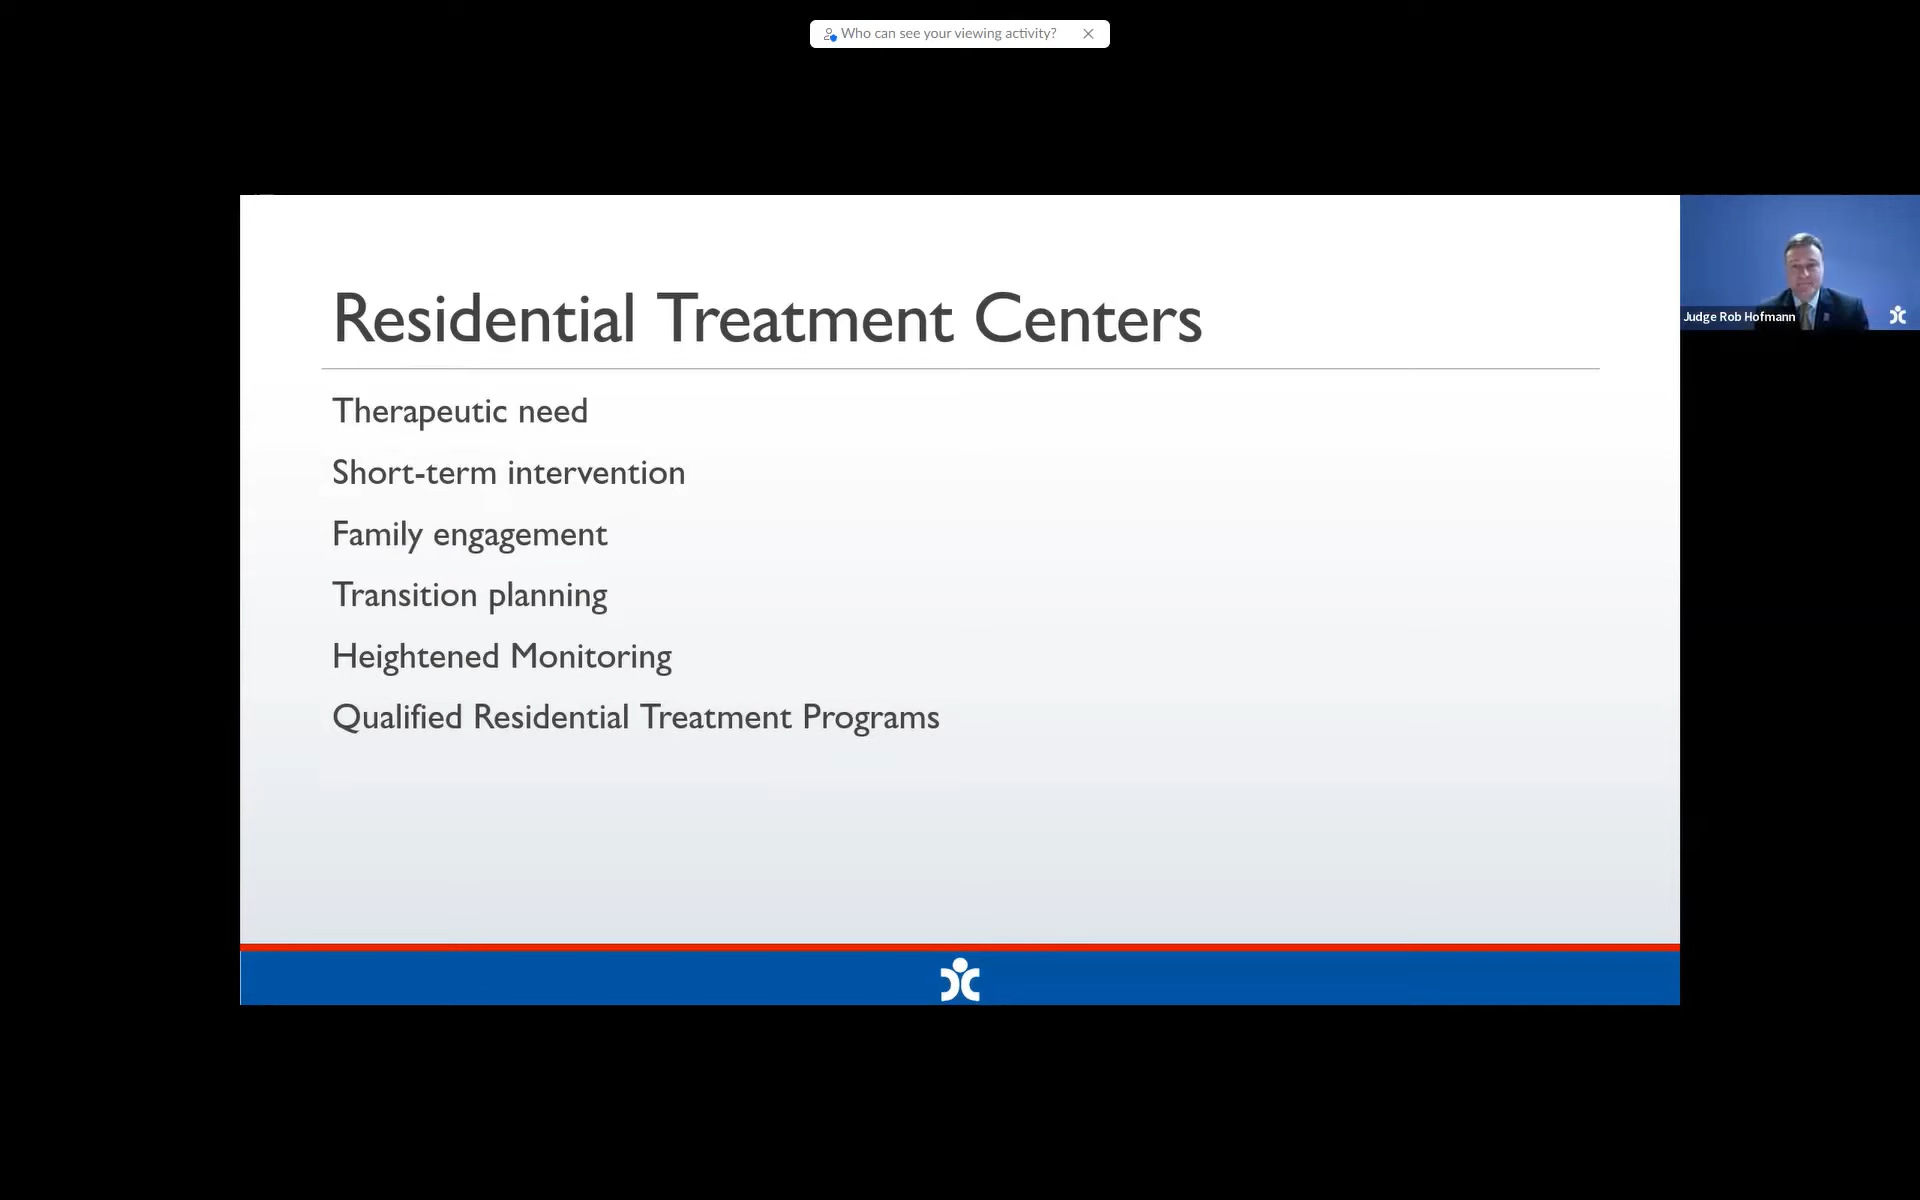 Who can see your viewing activity?
Residential Treatment Centers
Judge Rob Hofmann
Therapeutic need
Short-term intervention
Family engagement
Transition planning
Heightened Monitoring
Qualified Residential Treatment Programs